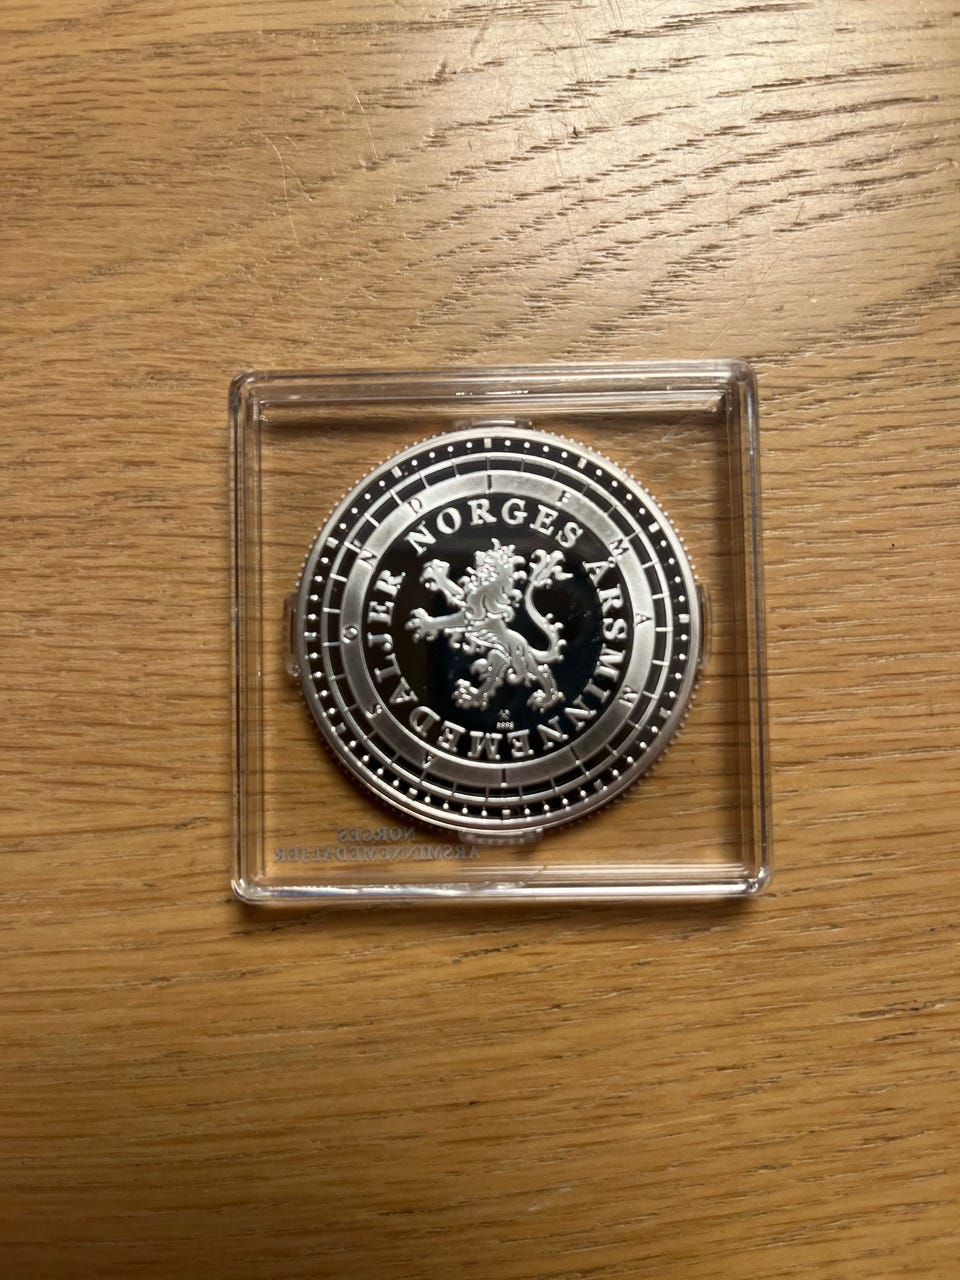 NORGES ÅRSMINNEMEDALJER
J F M A M J J A S O N D
NORGES
ÅRSMINNEMEDALJER